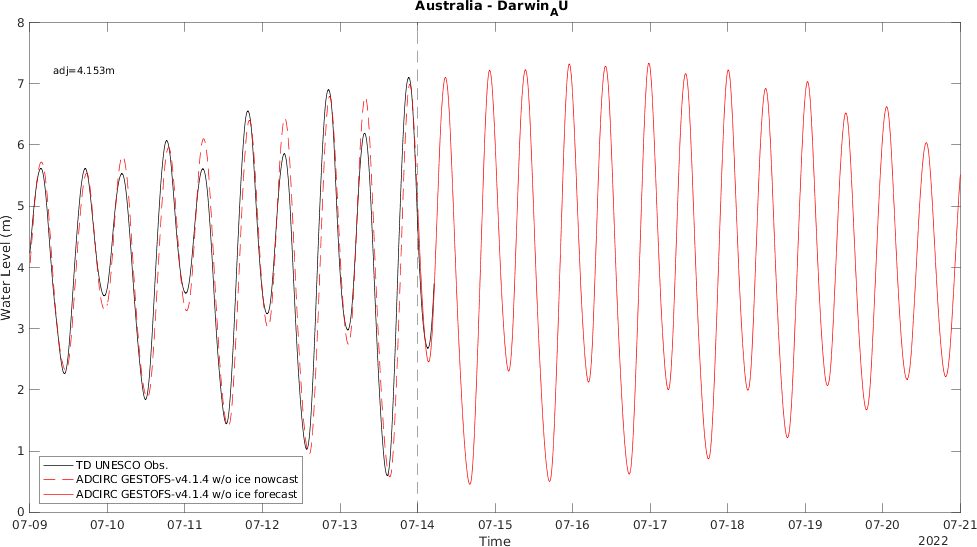 Australia - Darwin_AU
8
7
6
5
4
3
2
1
0
Water Level (m)
adj=4.153m
TD UNESCO Obs.
ADCIRC GESTOFS-v4.1.4 w/o ice nowcast
ADCIRC GESTOFS-v4.1.4 w/o ice forecast
07-09 07-10 07-11 07-12 07-13 07-14 07-15 07-16 07-17 07-18 07-19 07-20 07-21
Time
2022